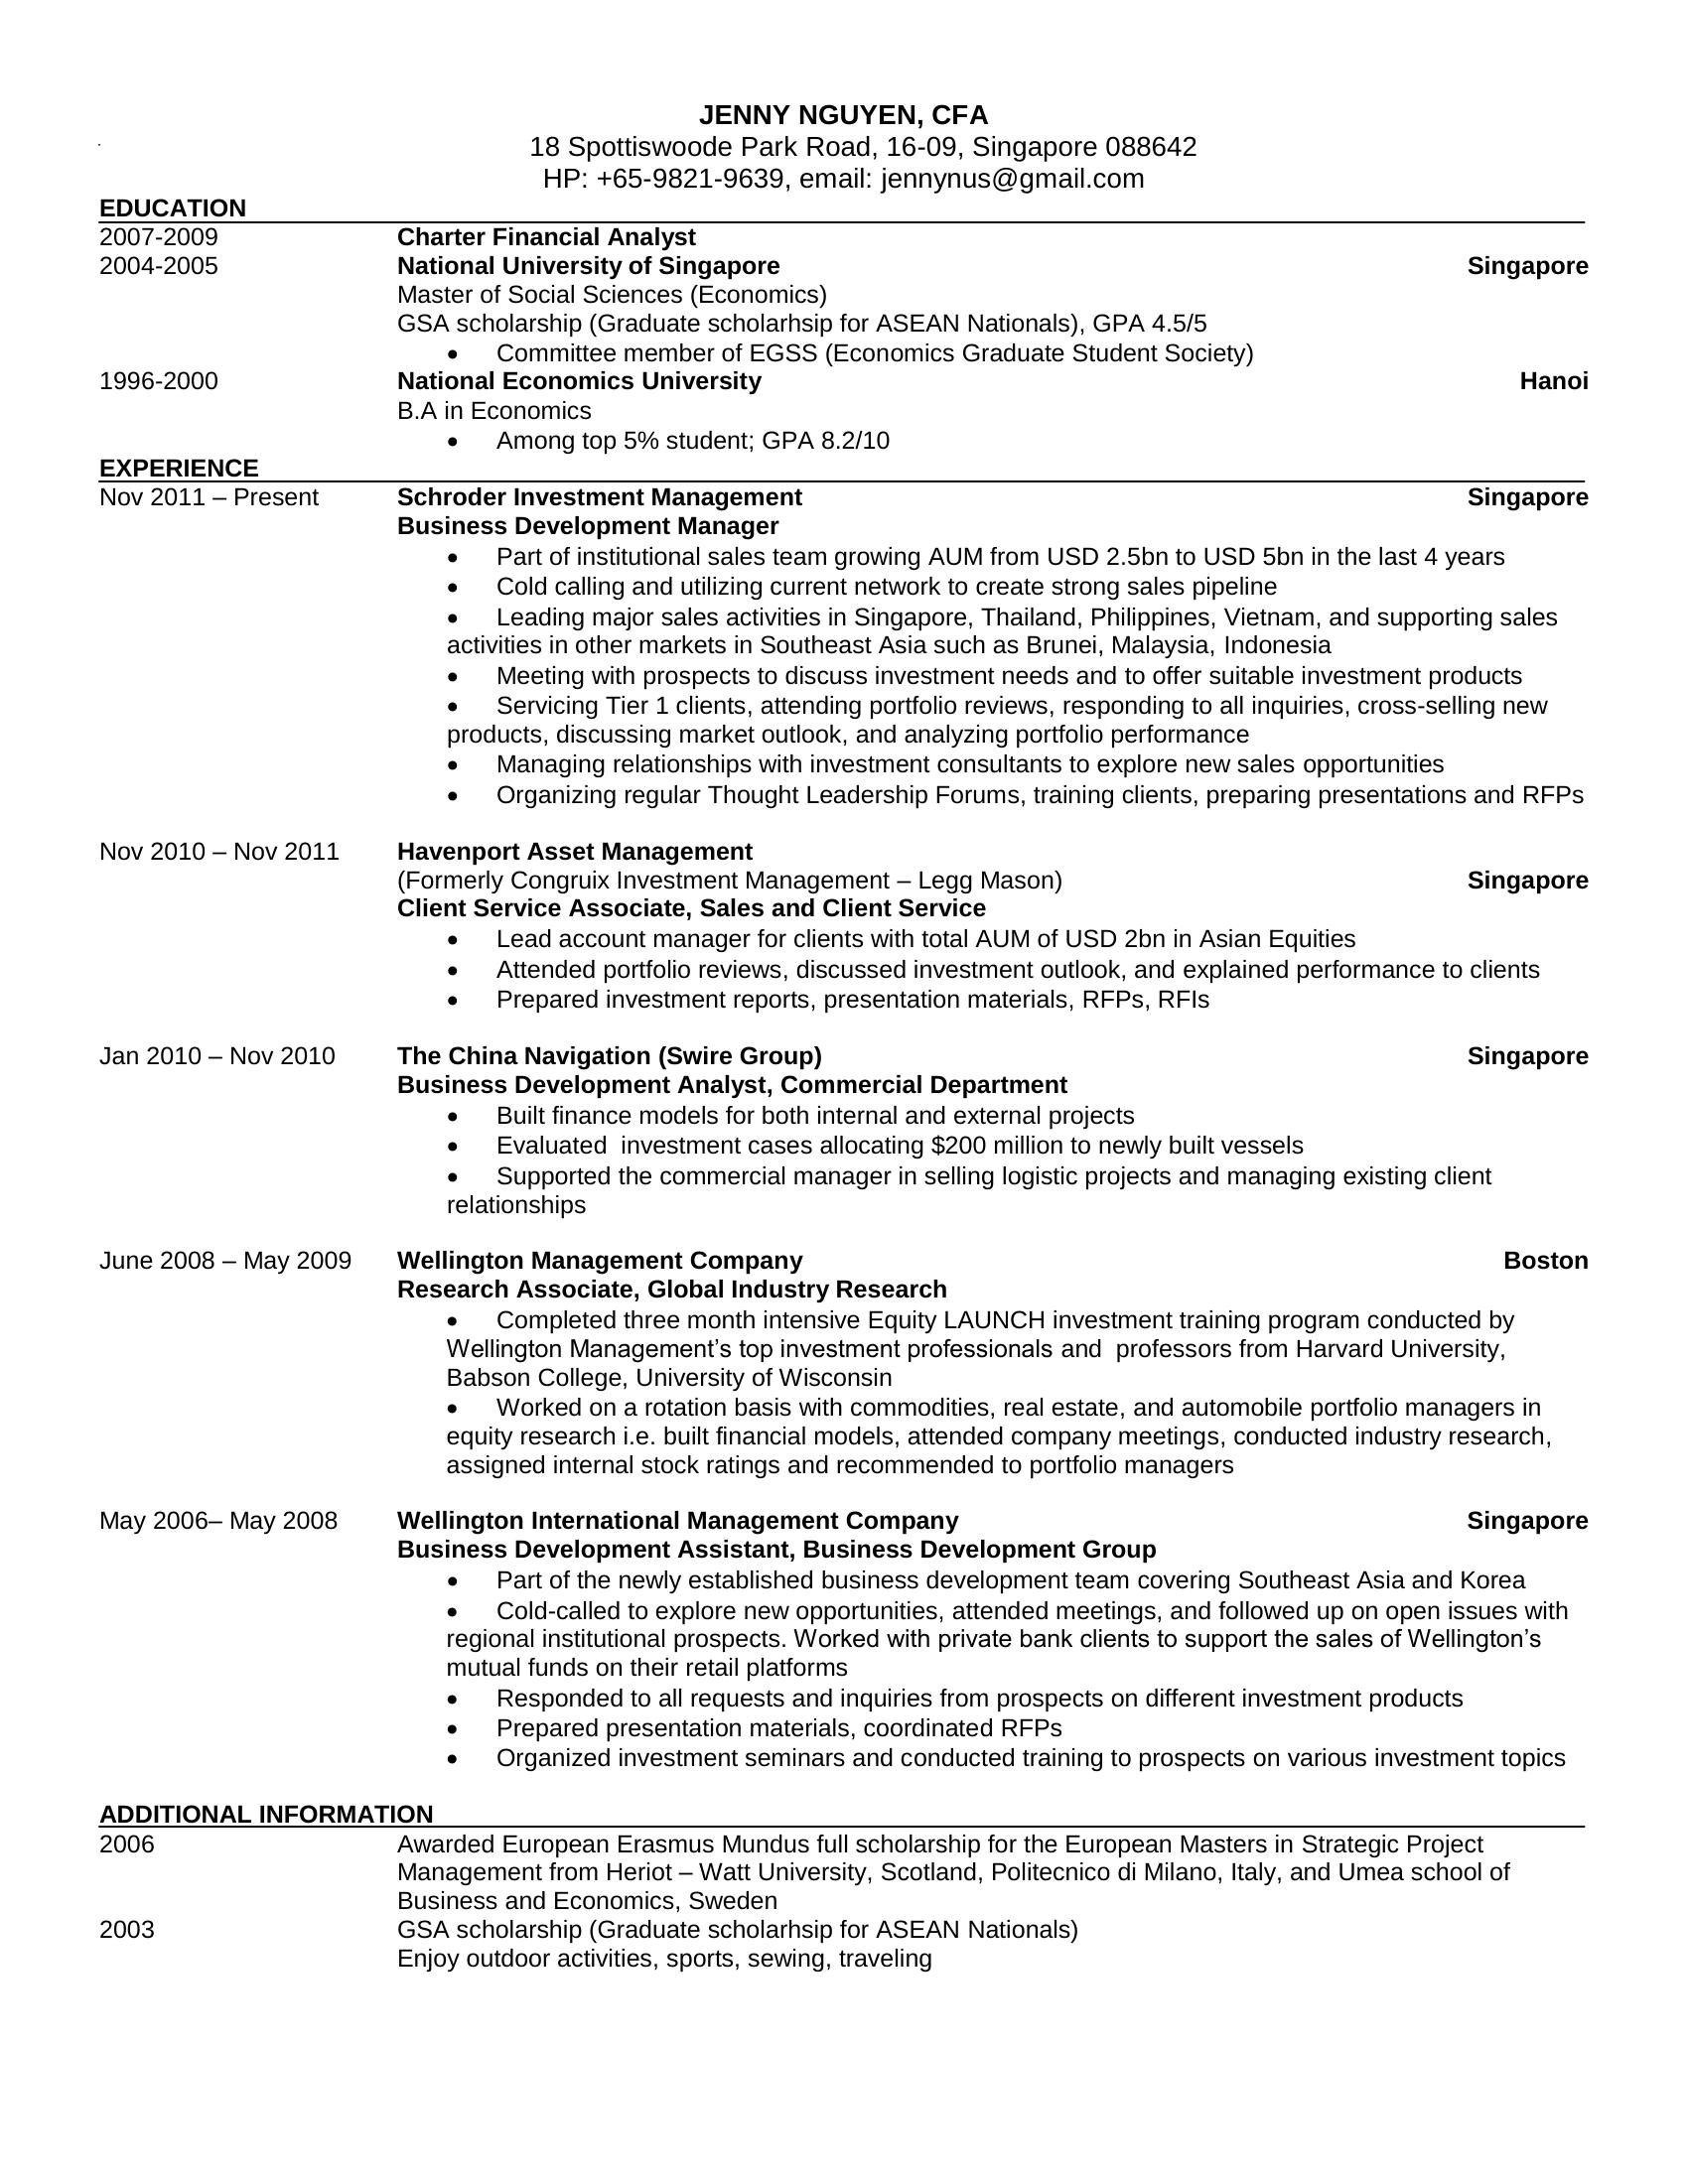 JENNY NGUYEN, CFA
18 Spottiswoode Park Road, 16-09, Singapore 088642
HP: +65-9821-9639, email: jennynus@gmail.com
EDUCATION
2007-2009 Charter Financial Analyst
2004-2005 National University of Singapore Singapore
Master of Social Sciences (Economics)
GSA scholarship (Graduate scholarhsip for ASEAN Nationals), GPA 4.5/5
• Committee member of EGSS (Economics Graduate Student Society)
1996-2000 National Economics University Hanoi
B.A in Economics
• Among top 5% student; GPA 8.2/10
EXPERIENCE
Nov 2011 – Present Schroder Investment Management Singapore
Business Development Manager
• Part of institutional sales team growing AUM from USD 2.5bn to USD 5bn in the last 4 years
• Cold calling and utilizing current network to create strong sales pipeline
• Leading major sales activities in Singapore, Thailand, Philippines, Vietnam, and supporting sales
activities in other markets in Southeast Asia such as Brunei, Malaysia, Indonesia
• Meeting with prospects to discuss investment needs and to offer suitable investment products
• Servicing Tier 1 clients, attending portfolio reviews, responding to all inquiries, cross-selling new
products, discussing market outlook, and analyzing portfolio performance
• Managing relationships with investment consultants to explore new sales opportunities
• Organizing regular Thought Leadership Forums, training clients, preparing presentations and RFPs
Nov 2010 – Nov 2011 Havenport Asset Management
(Formerly Congruix Investment Management – Legg Mason) Singapore
Client Service Associate, Sales and Client Service
• Lead account manager for clients with total AUM of USD 2bn in Asian Equities
• Attended portfolio reviews, discussed investment outlook, and explained performance to clients
• Prepared investment reports, presentation materials, RFPs, RFIs
Jan 2010 – Nov 2010 The China Navigation (Swire Group) Singapore
Business Development Analyst, Commercial Department
• Built finance models for both internal and external projects
• Evaluated  investment cases allocating $200 million to newly built vessels
• Supported the commercial manager in selling logistic projects and managing existing client
relationships
June 2008 – May 2009 Wellington Management Company Boston
Research Associate, Global Industry Research
• Completed three month intensive Equity LAUNCH investment training program conducted by
Wellington Management’s top investment professionals and  professors from Harvard University,
Babson College, University of Wisconsin
• Worked on a rotation basis with commodities, real estate, and automobile portfolio managers in
equity research i.e. built financial models, attended company meetings, conducted industry research,
assigned internal stock ratings and recommended to portfolio managers
May 2006– May 2008 Wellington International Management Company Singapore
Business Development Assistant, Business Development Group
• Part of the newly established business development team covering Southeast Asia and Korea
• Cold-called to explore new opportunities, attended meetings, and followed up on open issues with
regional institutional prospects. Worked with private bank clients to support the sales of Wellington’s
mutual funds on their retail platforms
• Responded to all requests and inquiries from prospects on different investment products
• Prepared presentation materials, coordinated RFPs
• Organized investment seminars and conducted training to prospects on various investment topics
ADDITIONAL INFORMATION
2006 Awarded European Erasmus Mundus full scholarship for the European Masters in Strategic Project
Management from Heriot – Watt University, Scotland, Politecnico di Milano, Italy, and Umea school of
Business and Economics, Sweden
2003 GSA scholarship (Graduate scholarhsip for ASEAN Nationals)
Enjoy outdoor activities, sports, sewing, traveling